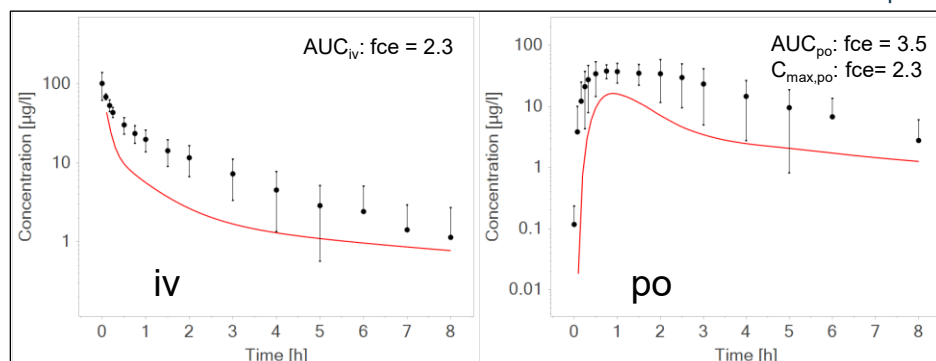 AUCiv: fce = 2.3
Concentration [µg/l]
100
10
1
iv
0 1 2 3 4 5 6 7 8
Time [h]
AUCpo: fce = 3.5
Cmax,po: fce= 2.3
Concentration [µg/l]
100
10
1
0.1
0.01
po
0 1 2 3 4 5 6 7 8
Time [h]